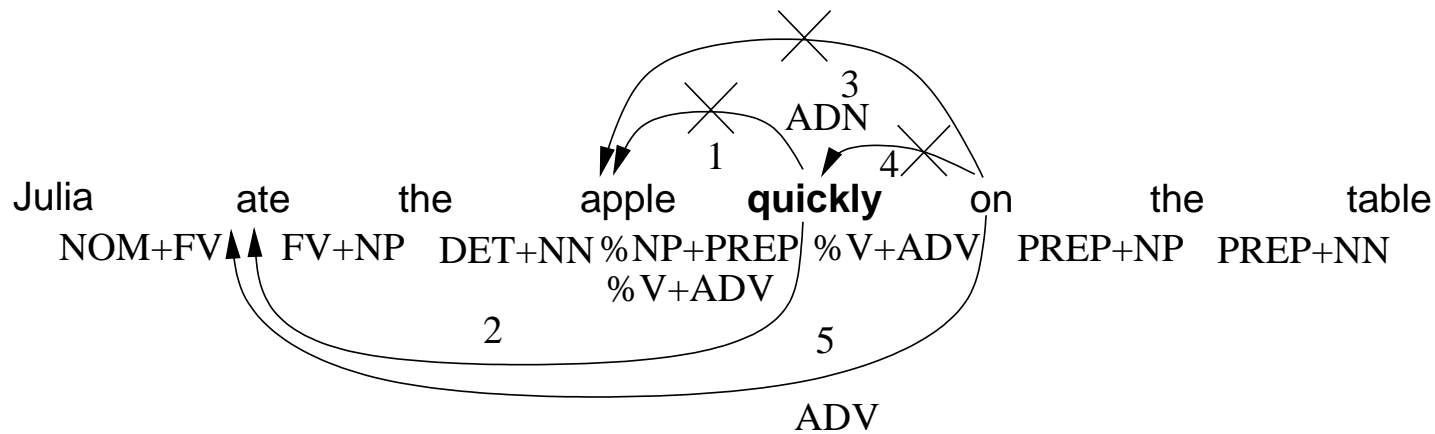 3
ADN
1 4
Julia ate the apple quickly on the table
NOM+FV FV+NP DET+NN %NP+PREP %V+ADV PREP+NP PREP+NN
%V+ADV
2 5
ADV